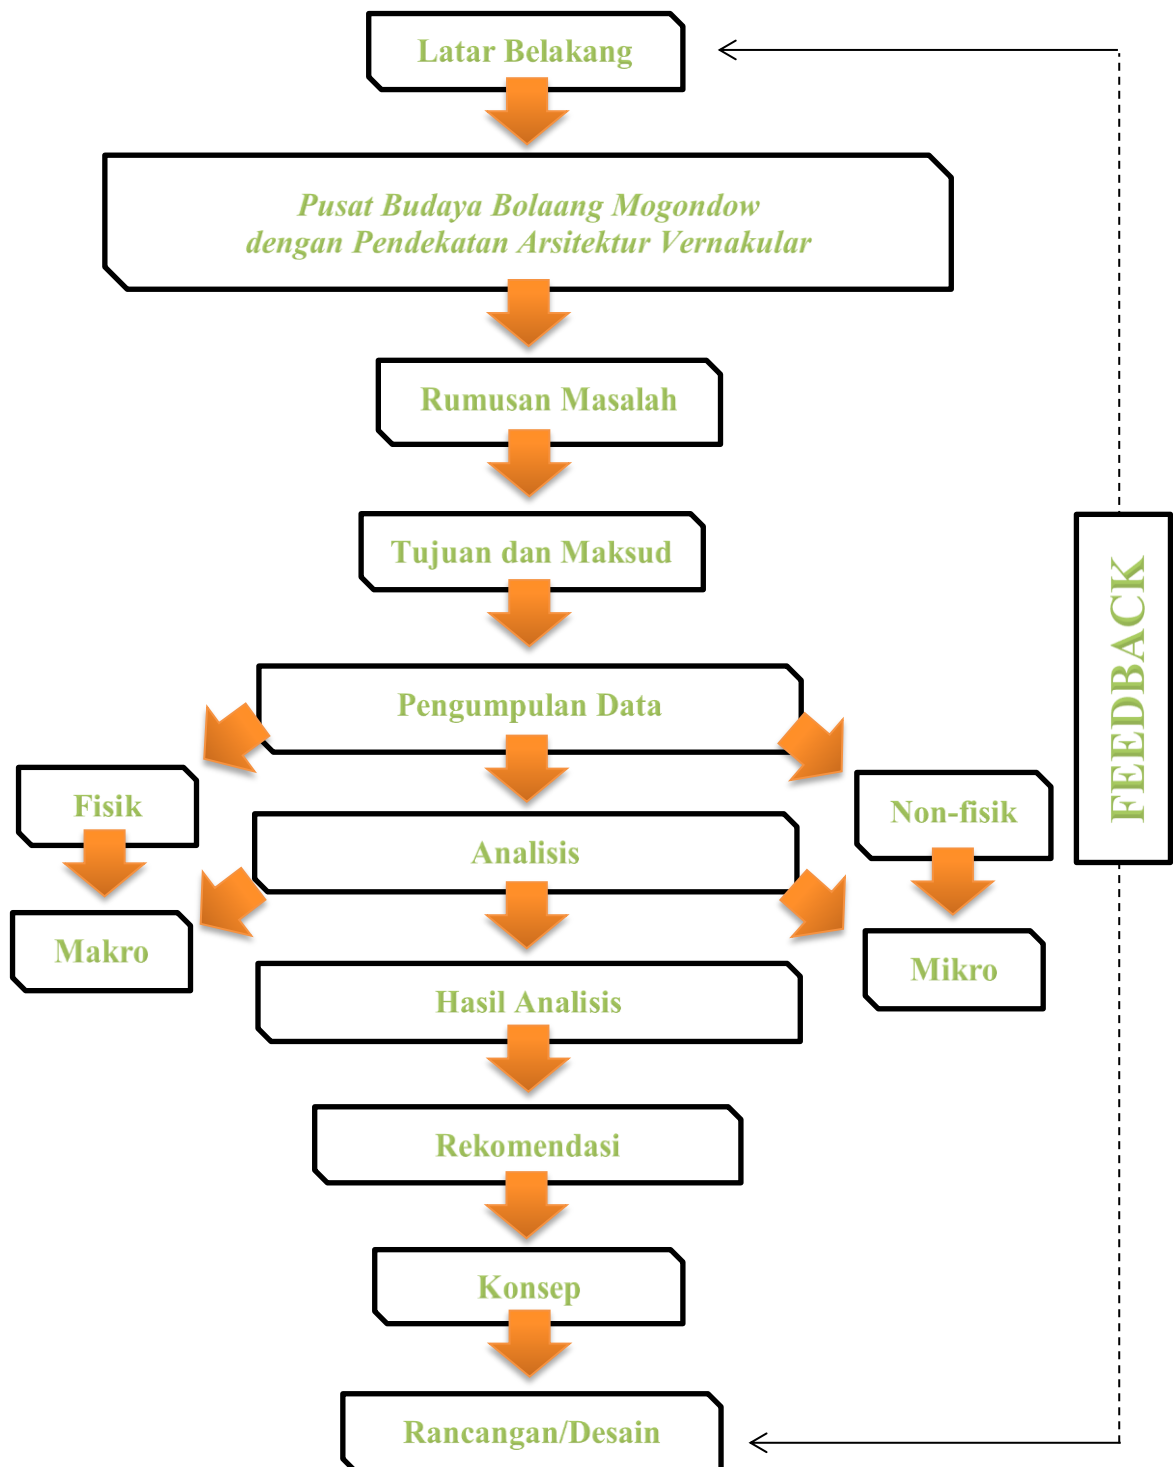 Latar Belakang
Pusat Budaya Bolaang Mogondow
dengan Pendekatan Arsitektur Vernakular
Rumusan Masalah
Tujuan dan Maksud
Pengumpulan Data
Fisik
Non-fisik
Analisis
Makro
Mikro
Hasil Analisis
Rekomendasi
Konsep
Rancangan/Desain
FEEDBACK